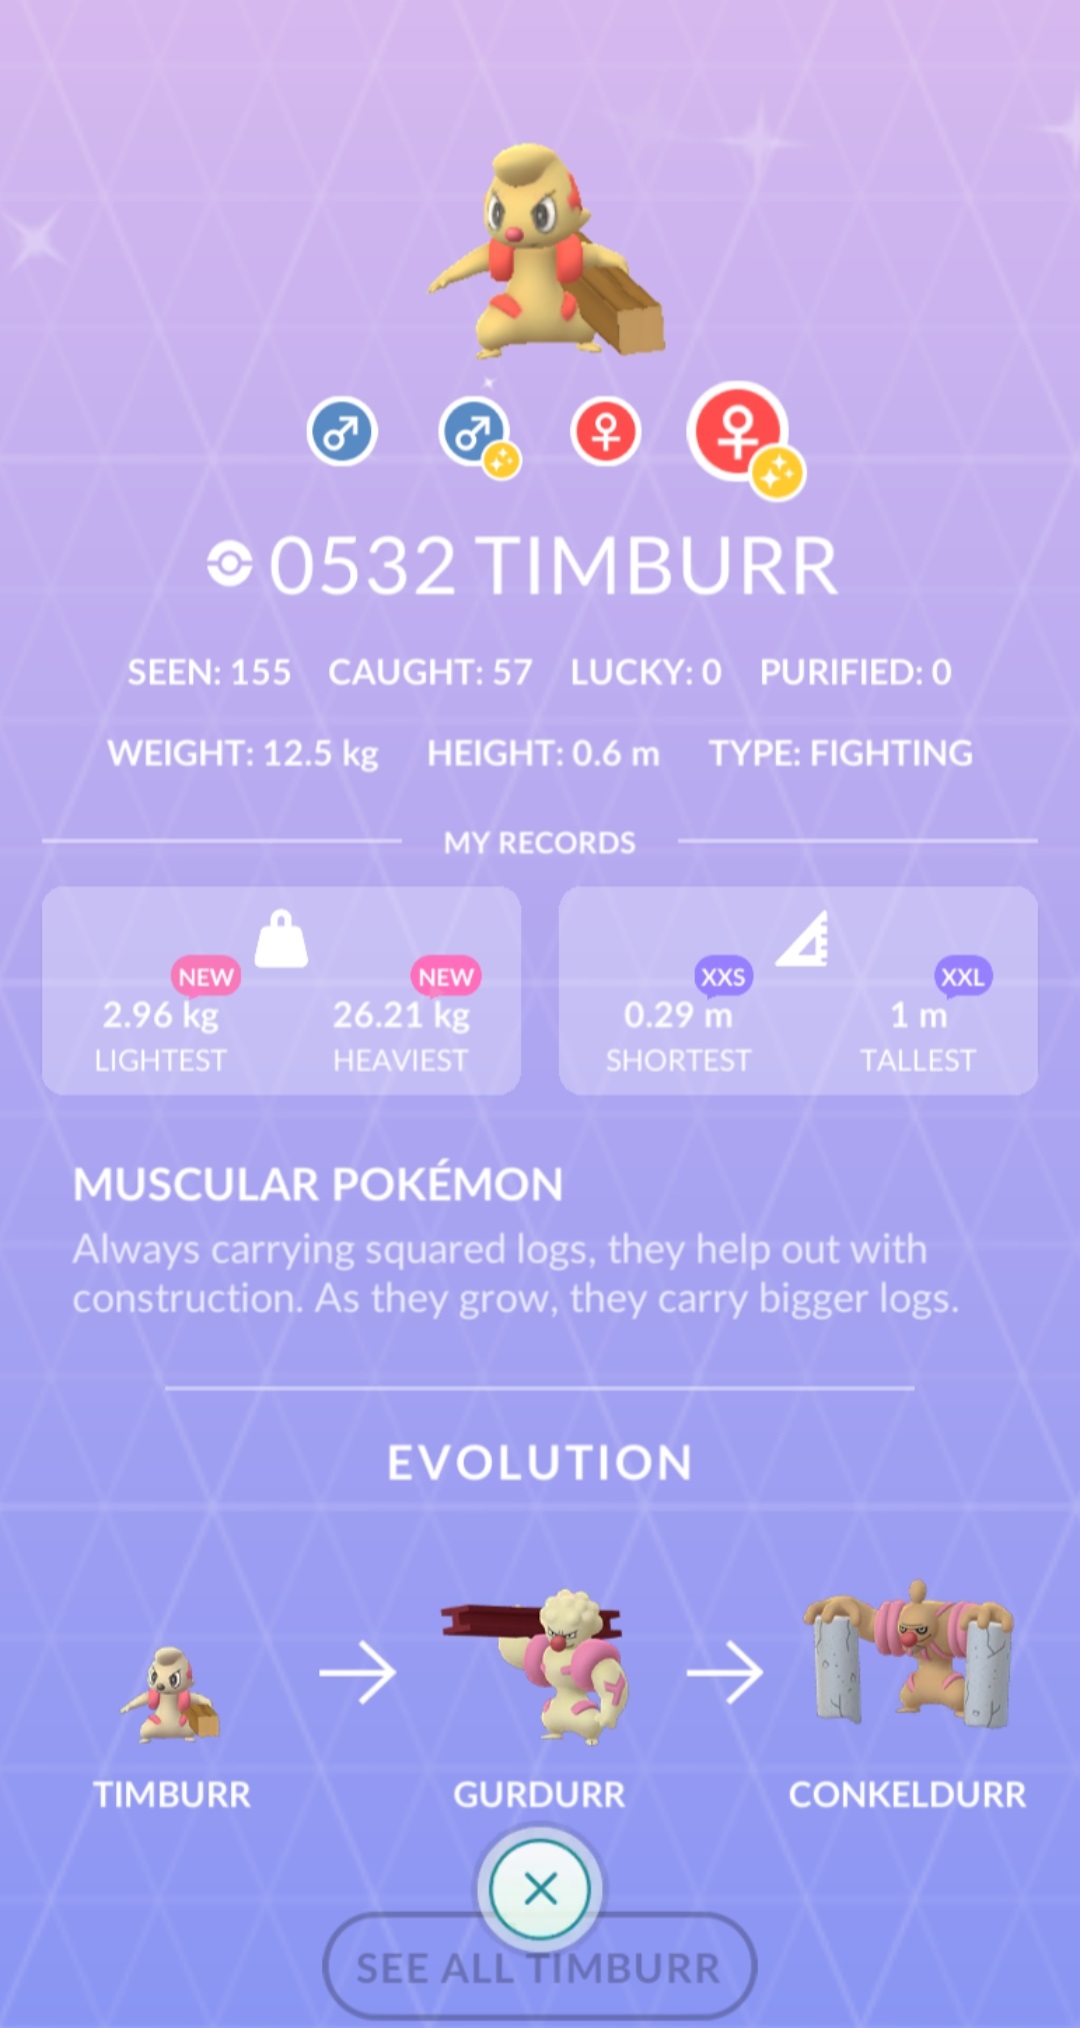 0532 TIMBURR
SEEN: 155 CAUGHT: 57 LUCKY: 0 PURIFIED: 0
WEIGHT: 12.5 kg HEIGHT: 0.6 m TYPE: FIGHTING
MY RECORDS
NEW NEW XXS XXL
2.96 kg 26.21 kg 0.29 m 1 m
LIGHTEST HEAVIEST SHORTEST TALLEST
MUSCULAR POKÉMON
Always carrying squared logs, they help out with
construction. As they grow, they carry bigger logs.
EVOLUTION
TIMBURR GURDURR CONKELDURR
SEE ALL TIMBURR